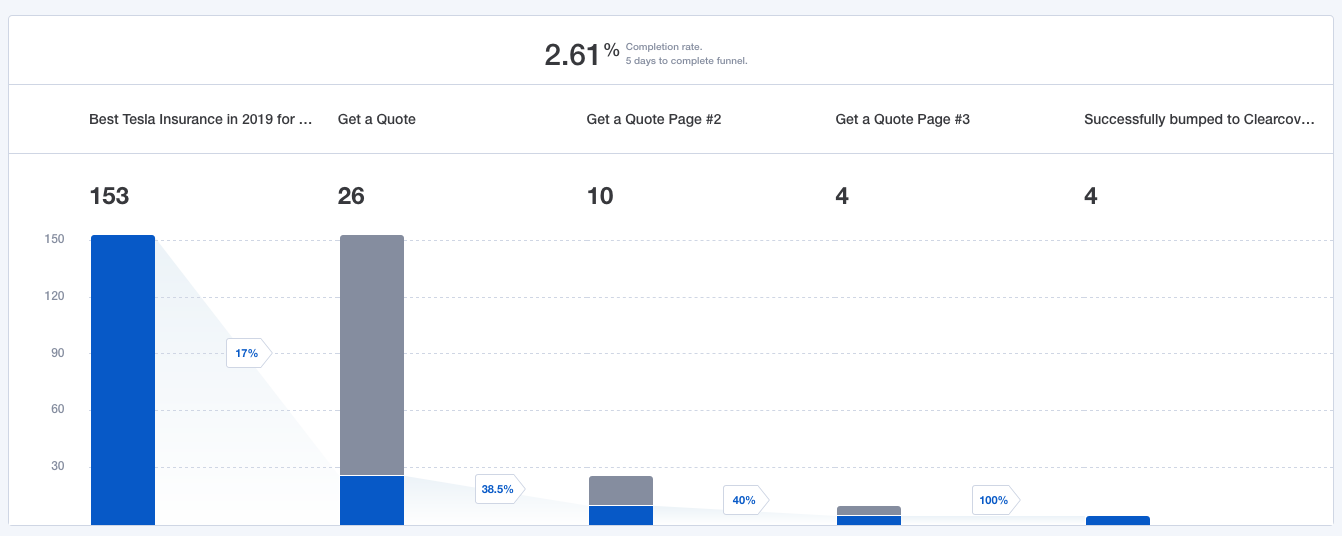 2.61%
Completion rate.
5 days to complete funnel.
Best Tesla Insurance in 2019 for ...
Get a Quote
Get a Quote Page #2
Get a Quote Page #3
Successfully bumped to Clearcov...
153
26
10
4
4
150
120
90
60
30
17%
38.5%
40%
100%